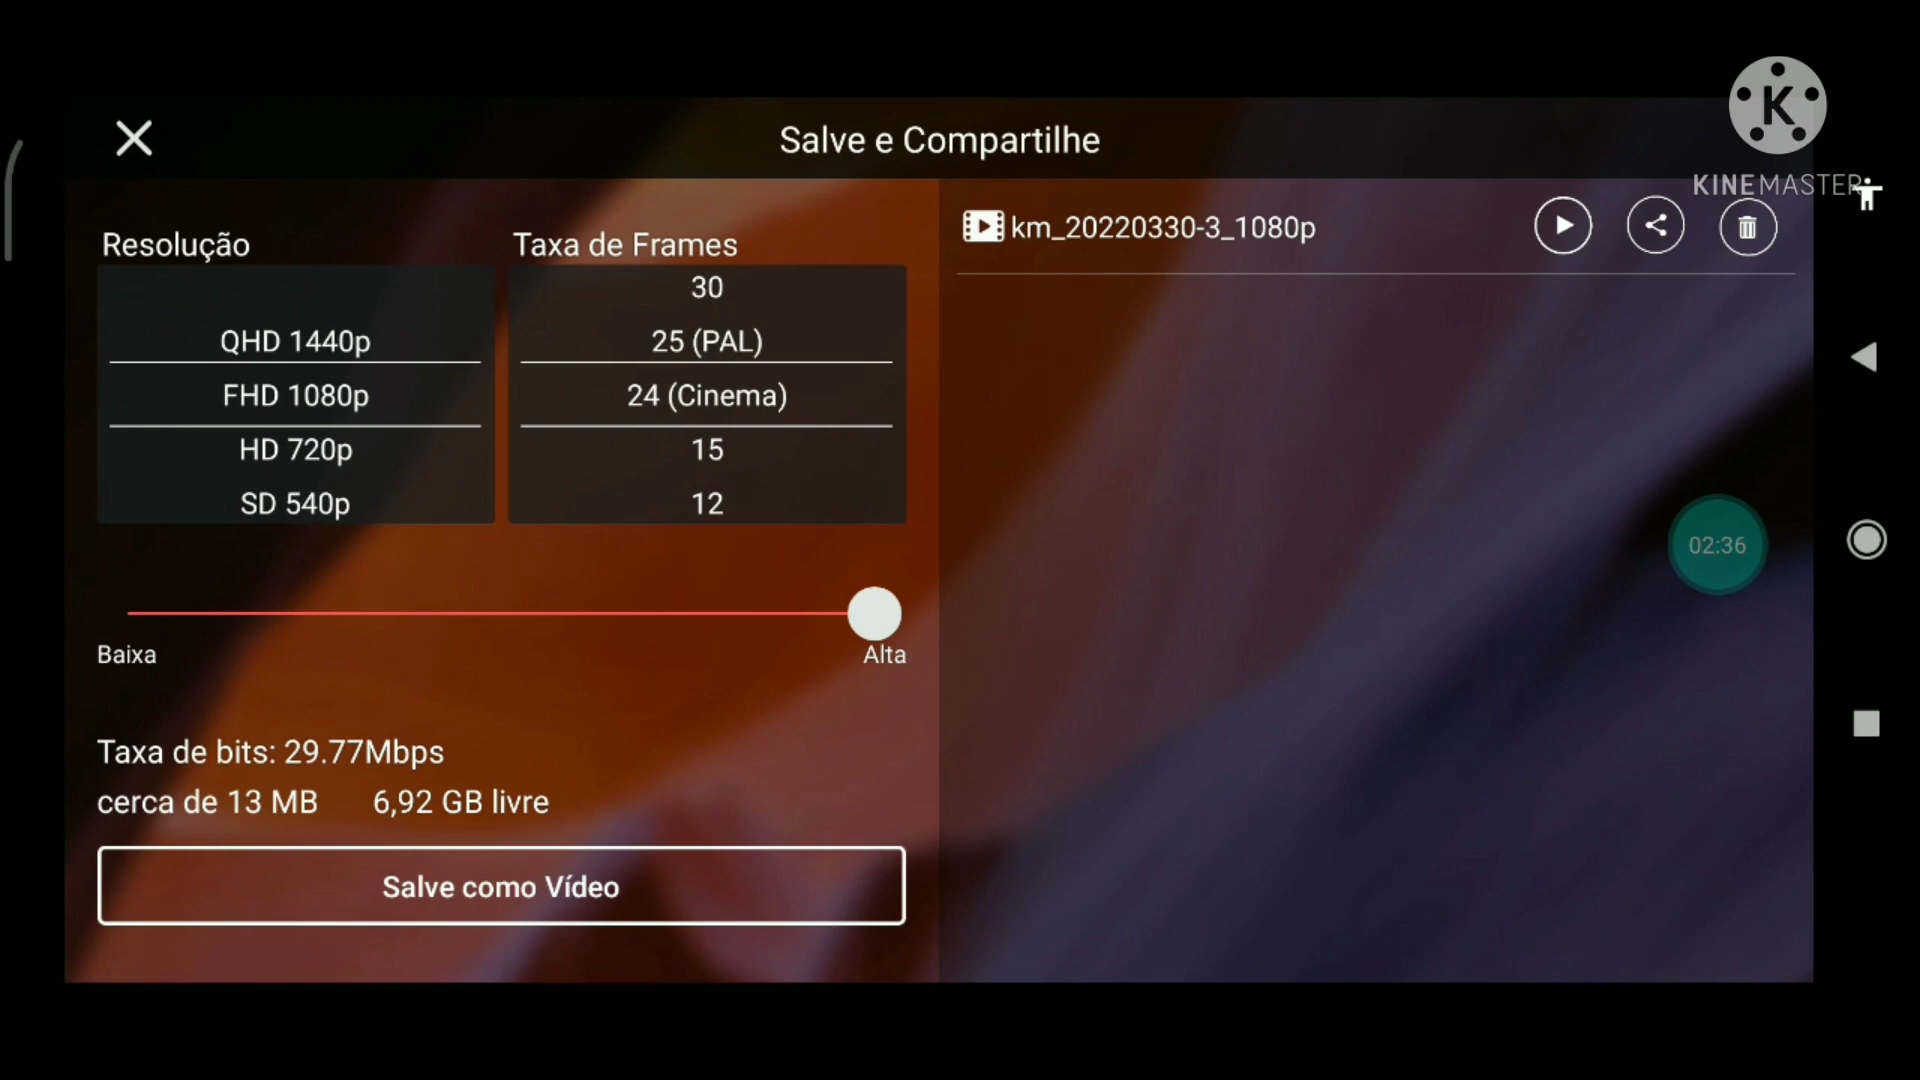 Salve e Compartilhe
K
KINEMASTER
Resolução
QHD 1440p
FHD 1080p
HD 720p
SD 540p
Taxa de Frames
30
25 (PAL)
24 (Cinema)
15
12
Baixa
Alta
Taxa de bits: 29.77Mbps
cerca de 13 MB 6,92 GB livre
Salve como Vídeo
km_20220330-3_1080p
02:36